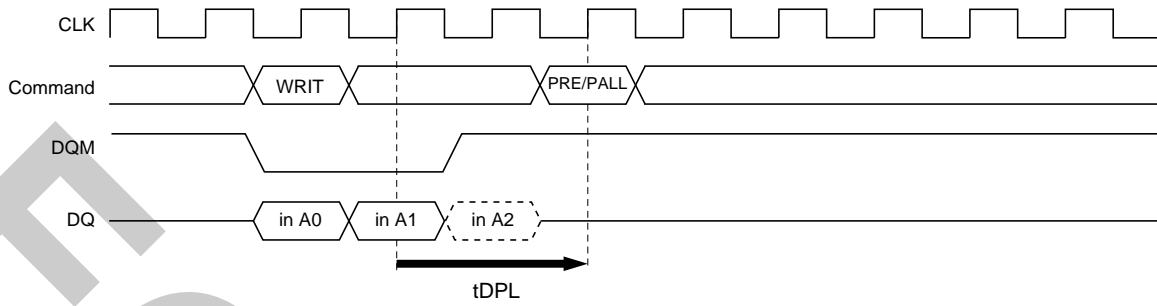 CLK
Command WRIT PRE/PALL
DQM
DQ in A0 in A1 in A2
tDPL